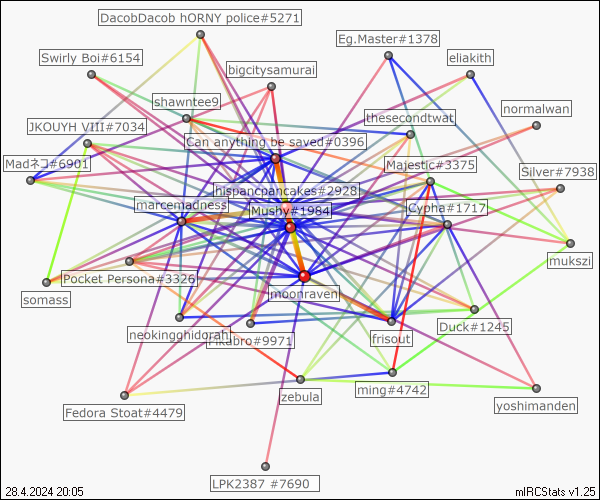 DacobDacob hORNY police#5271
Eg.Master#1378
Swirly Boi#6154
eliakith
bigcitysamurai
shawntee9
normalwan
thesecondtwat
JKOUYH VIII#7034
Can anything be saved#0396
Madネコ#6901
Majestic#3375
Silver#7938
hispancpancakes#2928
marcemadness
Mushy#1984
Cypha#1717
mukszi
Pocket Persona#3326
somass
moonraven
Duck#1245
neokingghidorah
#9971
frisout
ming#4742
zebula
Fedora Stoat#4479
yoshimanden
LPK2387 #7690
28.4.2024 20:05
mIRCStats v1.25